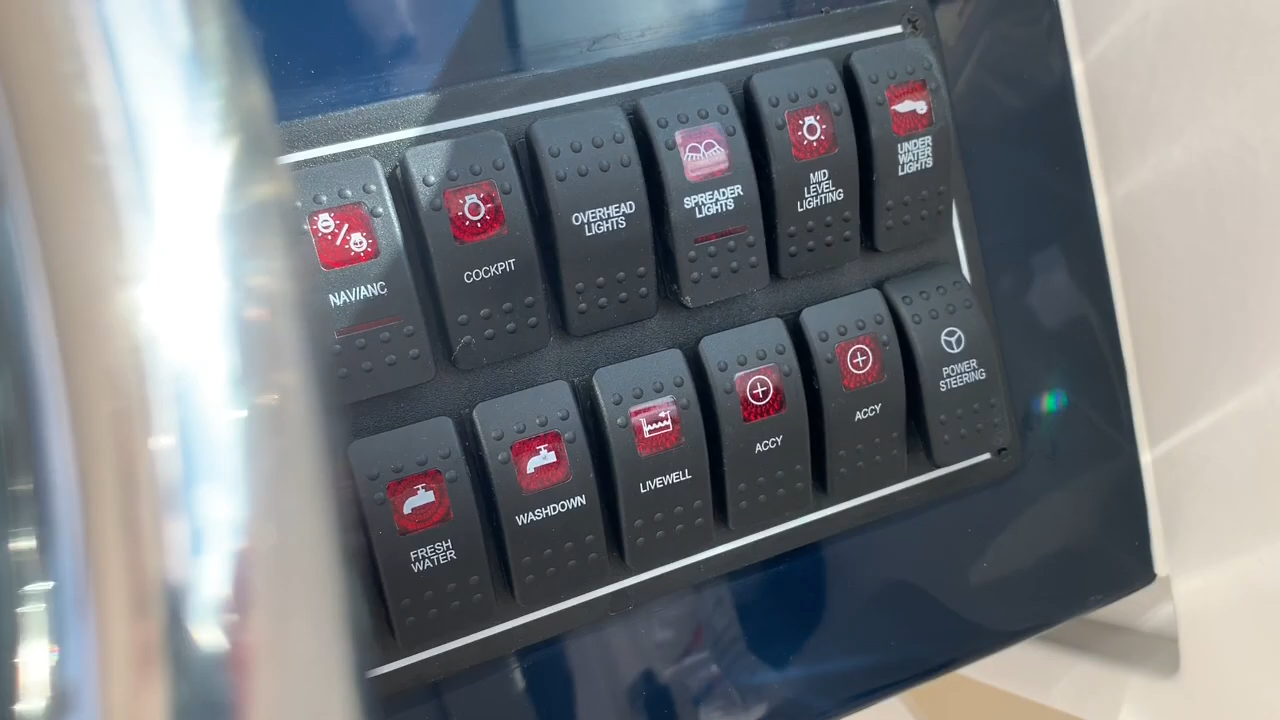 NAV/ANC
COCKPIT
OVERHEAD
LIGHTS
SPREADER
LIGHTS
MID
LEVEL
LIGHTING
UNDER
WATER
LIGHTS
FRESH
WATER
WASHDOWN
LIVEWELL
ACCY
ACCY
POWER
STEERING